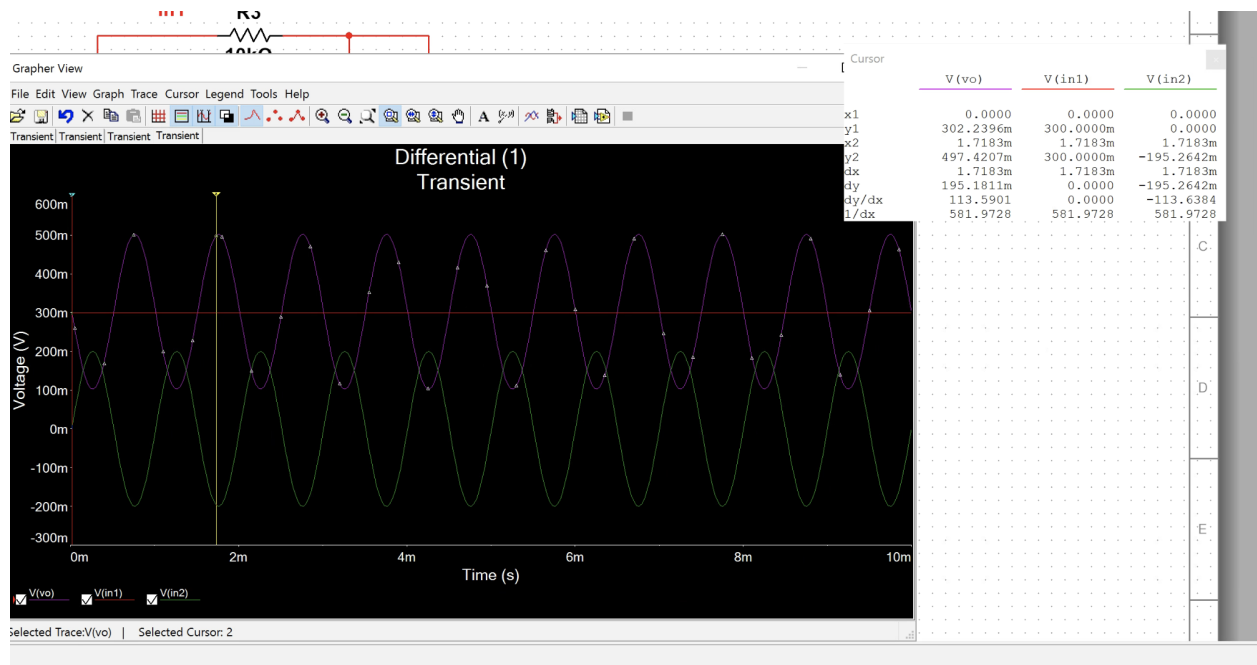 R3
10kΩ
Grapher View
File Edit View Graph Trace Cursor Legend Tools Help
A
Transient Transient Transient Transient
Differential (1)
Transient
600m
500m
400m
300m
200m
100m
0m
-100m
-200m
-300m
Voltage (V)
0m 2m 4m 6m 8m 10m
Time (s)
V(vo) V(in1) V(in2)
Selected Trace:V(vo) | Selected Cursor: 2
Cursor
V(vo) V(in1) V(in2)
x1 0.0000 0.0000 0.0000
y1 302.2396m 300.0000m 0.0000
x2 1.7183m 1.7183m 1.7183m
y2 497.4207m 300.0000m -195.2642m
dx 1.7183m 1.7183m 1.7183m
dy 195.1811m 0.0000 -195.2642m
dy/dx 113.5901 0.0000 -113.6384
1/dx 581.9728 581.9728 581.9728
C
D
E